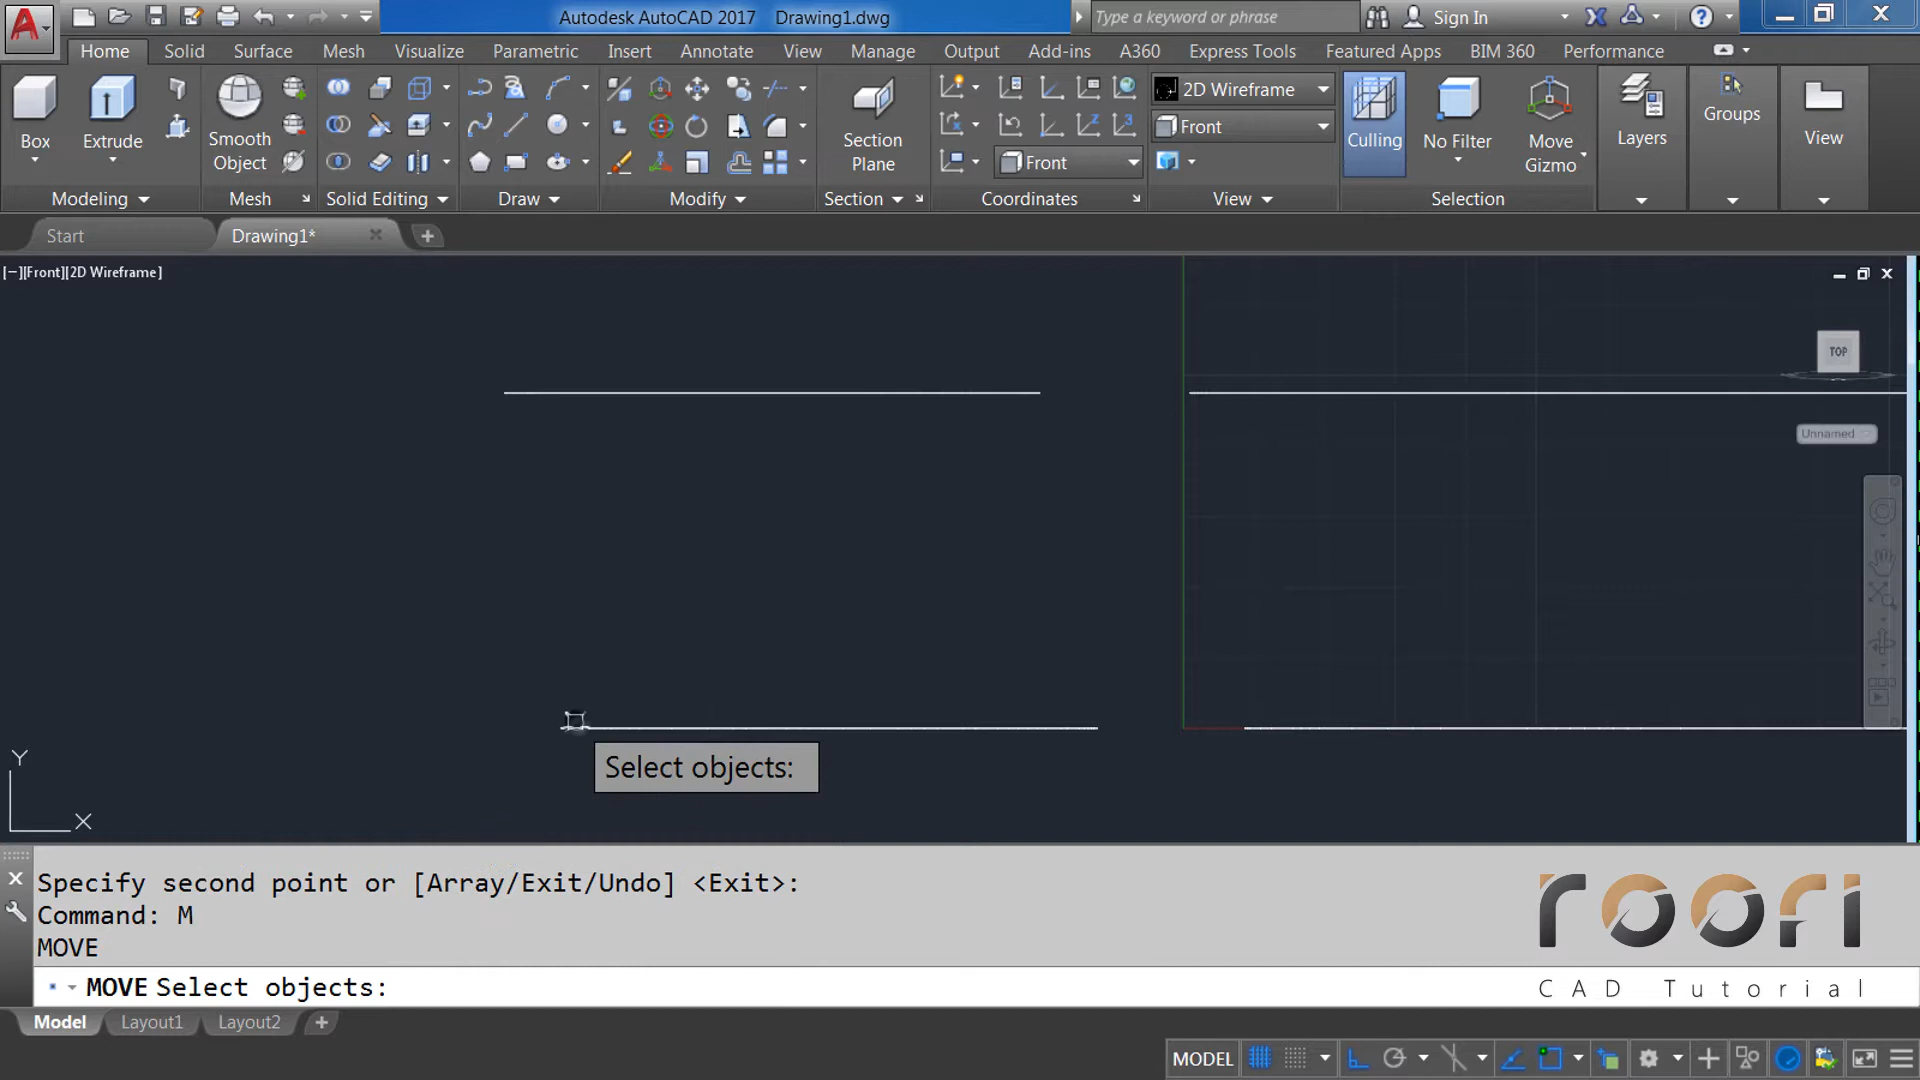 Autodesk AutoCAD 2017 Drawing1.dwg
Type a keyword or phrase
Sign In
Home Solid Surface Mesh Visualize Parametric Insert Annotate View Manage Output Add-ins A360 Express Tools Featured Apps BIM 360 Performance
Box
Extrude
Smooth
Object
Section
Plane
2D Wireframe
Front
Front
Culling
No Filter
Move
Gizmo
Layers
Groups
View
Modeling Mesh Solid Editing Draw Modify Section Coordinates View Selection
Start
Drawing1*
[−][Front][2D Wireframe]
TOP
Unnamed
Select objects:
Y
X
Specify second point or [Array/Exit/Undo] <Exit>:
Command: M
MOVE
MOVE Select objects:
roofi
CAD Tutorial
Model Layout1 Layout2
MODEL